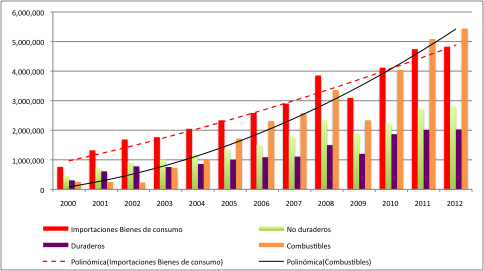 6,000,000
5,000,000
4,000,000
3,000,000
2,000,000
1,000,000
0
2000 2001 2002 2003 2004 2005 2006 2007 2008 2009 2010 2011 2012
Importaciones Bienes de consumo No duraderos
Duraderos Combustibles
Polinómica(Importaciones Bienes de consumo) Polinómica(Combustibles)